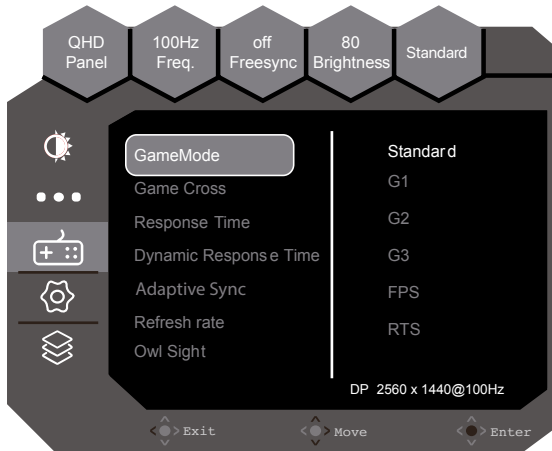 QHD
Panel
100Hz
Freq.
off
Freesync
80
Brightness
Standard
GameMode
Game Cross
Response Time
Dynamic Response Time
Adaptive Sync
Refresh rate
Owl Sight
Standard
G1
G2
G3
FPS
RTS
DP 2560 x 1440@100Hz
Exit
Move
Enter